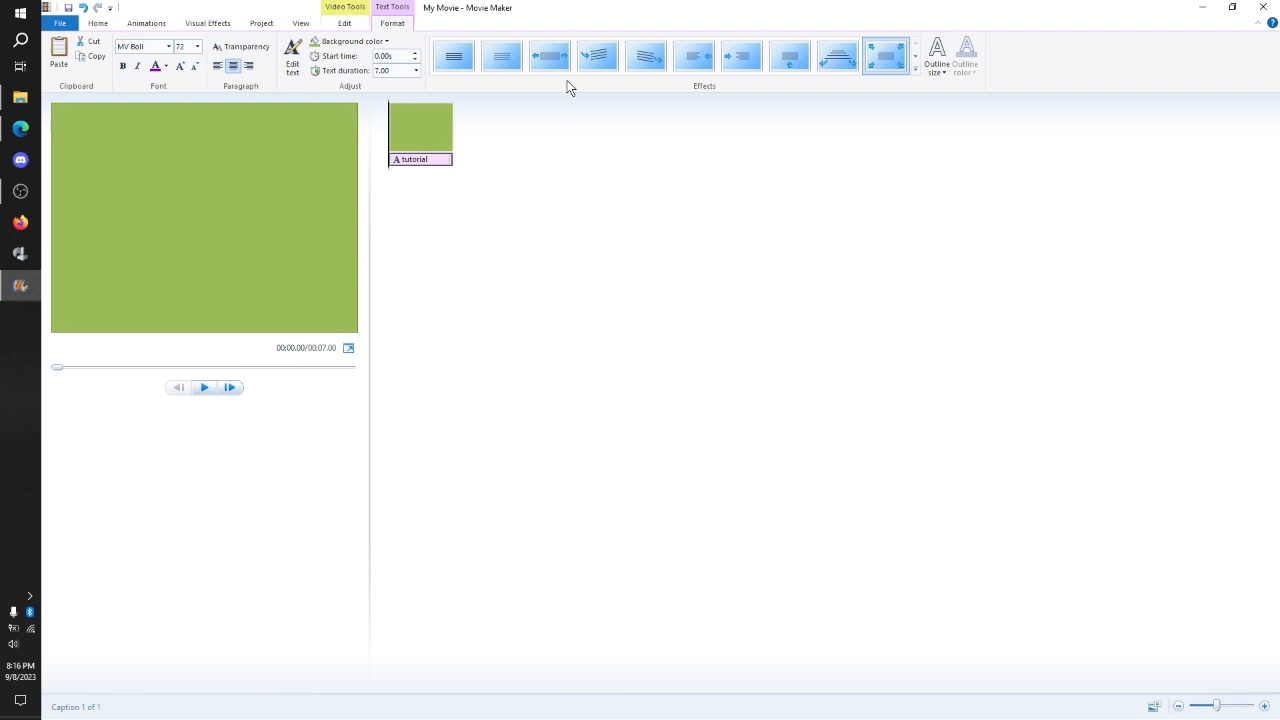 Video Tools
Text Tools
My Movie - Movie Maker
File
Home
Animations
Visual Effects
Project
View
Edit
Format
Paste
Cut
Copy
Clipboard
MV Boli
72
B I A A A
Font
Transparency
Paragraph
Edit text
Background color
Start time: 0.00s
Text duration: 7.00
Adjust
Effects
Outline size
Outline color
A tutorial
00:00.00/00:07.00
8:16 PM
9/8/2023
Caption 1 of 1